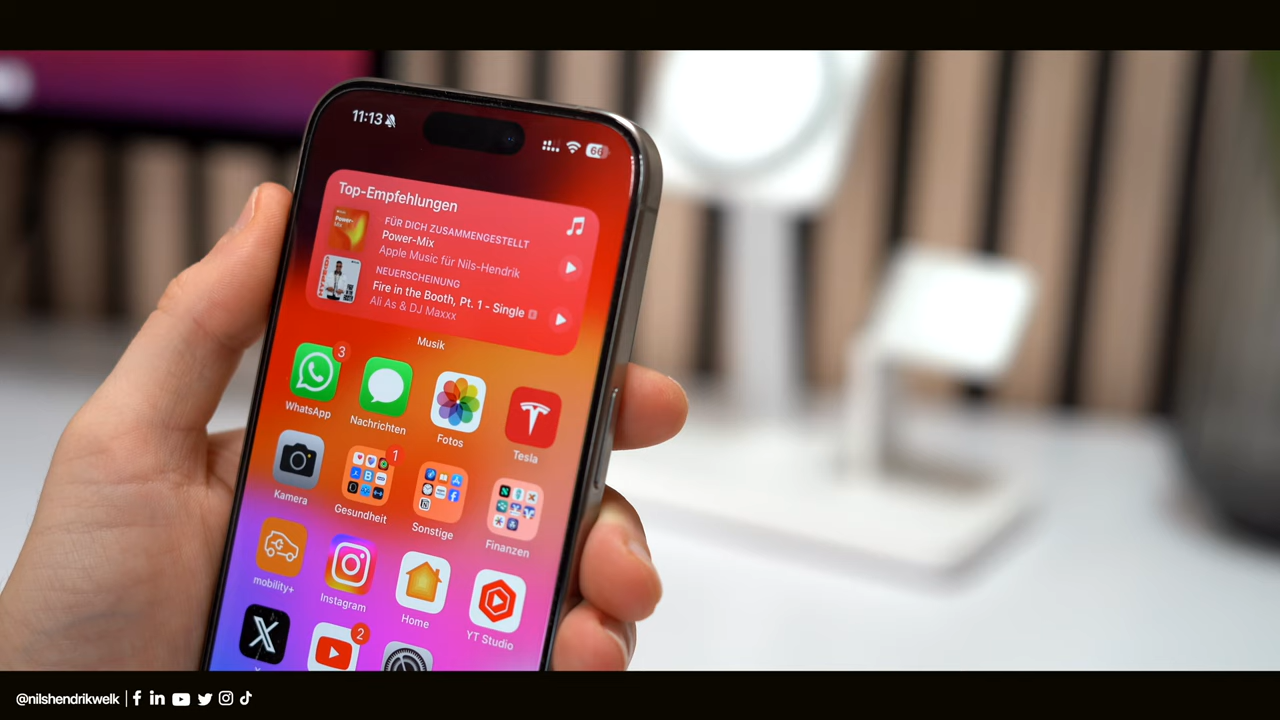 11:13
66
Top-Empfehlungen
FÜR DICH ZUSAMMENGESTELLT
Power-Mix
Apple Music für Nils-Hendrik
NEUERSCHEINUNG
Fire in the Booth, Pt. 1 - Single
Ali As & DJ Maxxx
Musik
3
WhatsApp
Nachrichten
Fotos
Tesla
1
Kamera
Gesundheit
Sonstige
Finanzen
mobility+
Instagram
Home
YT Studio
2
@nilshendrikwelk